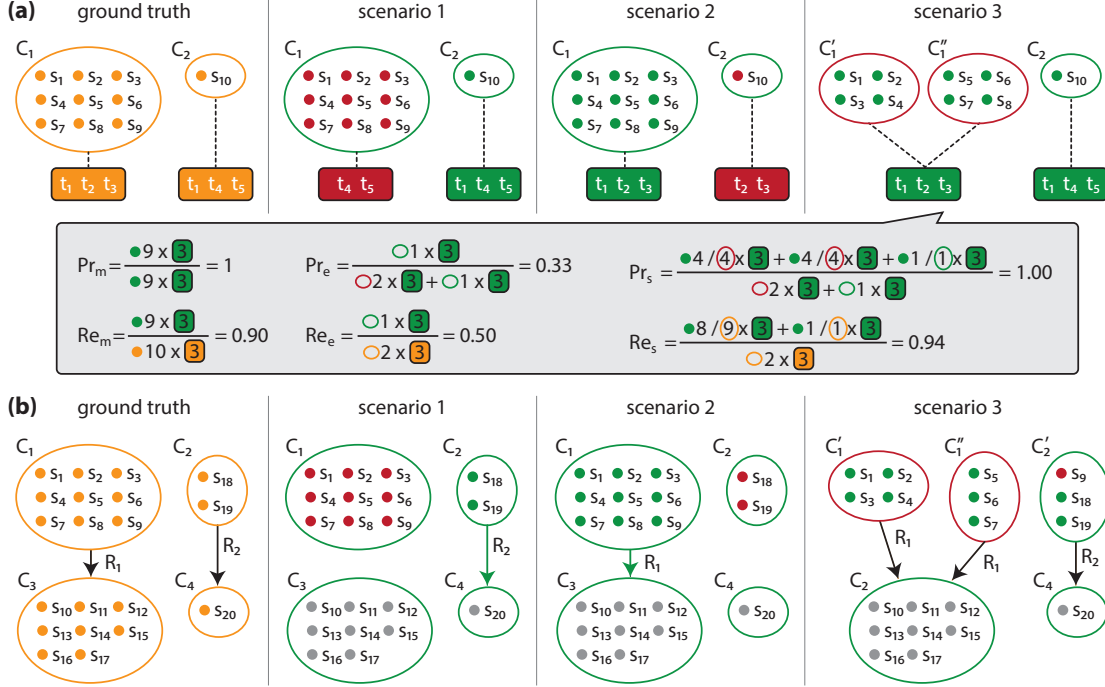 (a) ground truth scenario 1 scenario 2 scenario 3
C1 C2 C1 C2 C1 C2 C1′ C1″ C2
S1 S2 S3 S10 S1 S2 S3 S10 S1 S2 S3 S10 S1 S2 S5 S6 S10
S4 S5 S6 S4 S5 S6 S4 S5 S6 S3 S4 S7 S8
S7 S8 S9 S7 S8 S9 S7 S8 S9
t1 t2 t3 t1 t4 t5 t4 t5 t1 t4 t5 t1 t2 t3 t2 t3 t1 t2 t3 t1 t4 t5
Prm = 9 x 3 / 9 x 3 = 1
Pre = 1 x 3 / 2 x 3 + 1 x 3 = 0.33
Prs = 4 / 4 x 3 + 4 / 4 x 3 + 1 / 1 x 3 / 2 x 3 + 1 x 3 = 1.00
Rem = 9 x 3 / 10 x 3 = 0.90
Ree = 1 x 3 / 2 x 3 = 0.50
Res = 8 / 9 x 3 + 1 / 1 x 3 / 2 x 3 = 0.94
(b) ground truth scenario 1 scenario 2 scenario 3
C1 C2 C1 C2 C1 C2 C1′ C1″ C2′
S1 S2 S3 S18 S1 S2 S3 S18 S1 S2 S3 S18 S1 S2 S5 S9
S4 S5 S6 S19 S4 S5 S6 S19 S4 S5 S6 S19 S3 S4 S6 S18
S7 S8 S9 S7 S8 S9 S7 S8 S9 S7 S19
R1 R2 R2 R1 R1 R1 R2
C3 C4 C3 C4 C3 C4 C2 C4
S10 S11 S12 S20 S10 S11 S12 S20 S10 S11 S12 S20 S10 S11 S12 S20
S13 S14 S15 S13 S14 S15 S13 S14 S15 S13 S14 S15
S16 S17 S16 S17 S16 S17 S16 S17